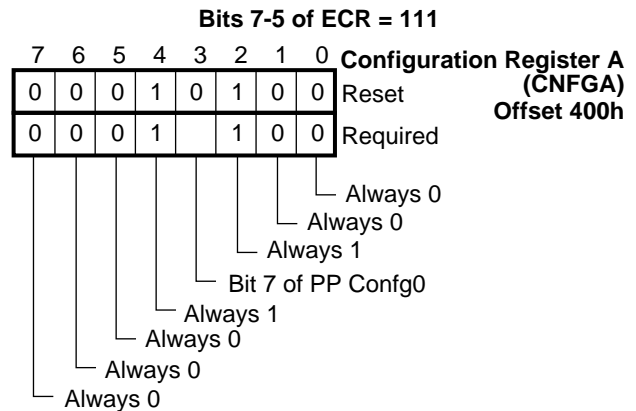 Bits 7-5 of ECR = 111
7 6 5 4 3 2 1 0 Configuration Register A
(CNFGA)
Offset 400h
0 0 0 1 0 1 0 0 Reset
0 0 0 1 1 0 0 Required
Always 0
Always 0
Always 1
Bit 7 of PP Confg0
Always 1
Always 0
Always 0
Always 0